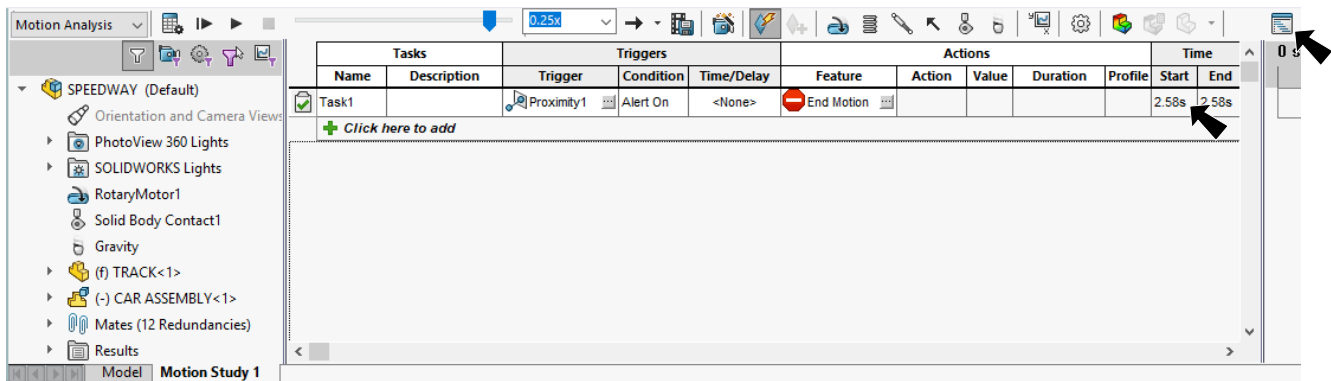 Motion Analysis 0.25x
Tasks Triggers Actions Time 0 s
Name Description Trigger Condition Time/Delay Feature Action Value Duration Profile Start End
SPEEDWAY (Default)
Task1 Proximity1 Alert On <None> End Motion 2.58s 2.58s
Orientation and Camera Views
Click here to add
PhotoView 360 Lights
SOLIDWORKS Lights
RotaryMotor1
Solid Body Contact1
Gravity
(f) TRACK<1>
(-) CAR ASSEMBLY<1>
Mates (12 Redundancies)
Results
Model Motion Study 1